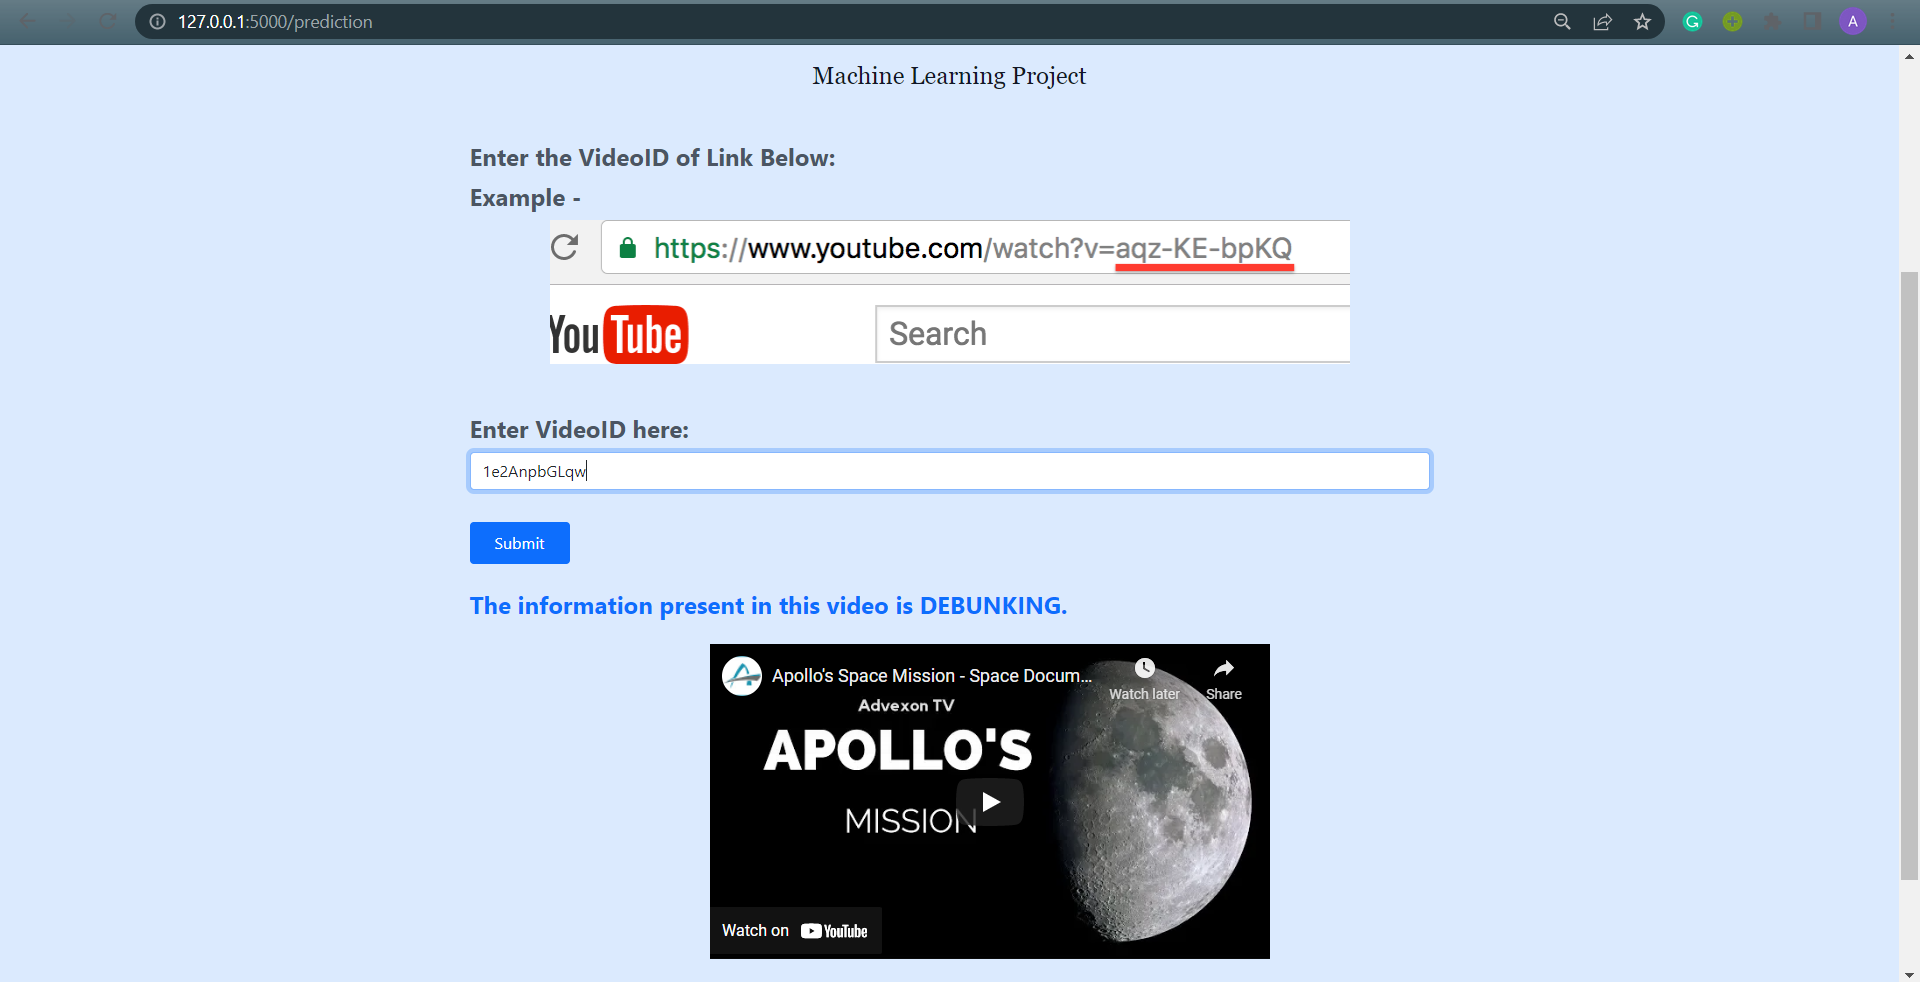 127.0.0.1:5000/prediction
A
Machine Learning Project
Enter the VideoID of Link Below:
Example -
https://www.youtube.com/watch?v=aqz-KE-bpKQ
YouTube
Search
Enter VideoID here:
1e2AnpbGLqw
Submit
The information present in this video is DEBUNKING.
Apollo's Space Mission - Space Docum...
Watch later
Share
Advexon TV
APOLLO'S
MISSION
Watch on YouTube